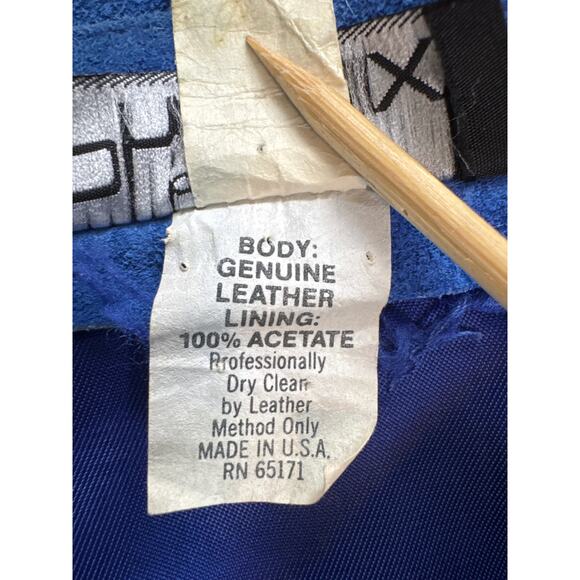 X
BODY:
GENUINE
LEATHER
LINING:
100% ACETATE
Professionally
Dry Clean
by Leather
Method Only
MADE IN U.S.A.
RN 65171